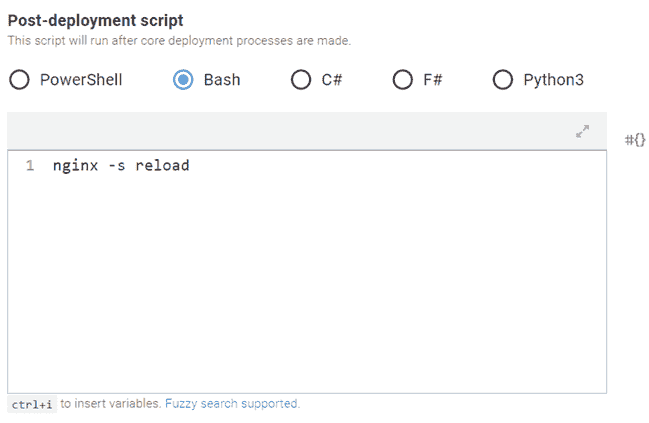 Post-deployment script
This script will run after core deployment processes are made.
PowerShell Bash C# F# Python3
#{}
1 nginx -s reload
ctrl+i to insert variables. Fuzzy search supported.